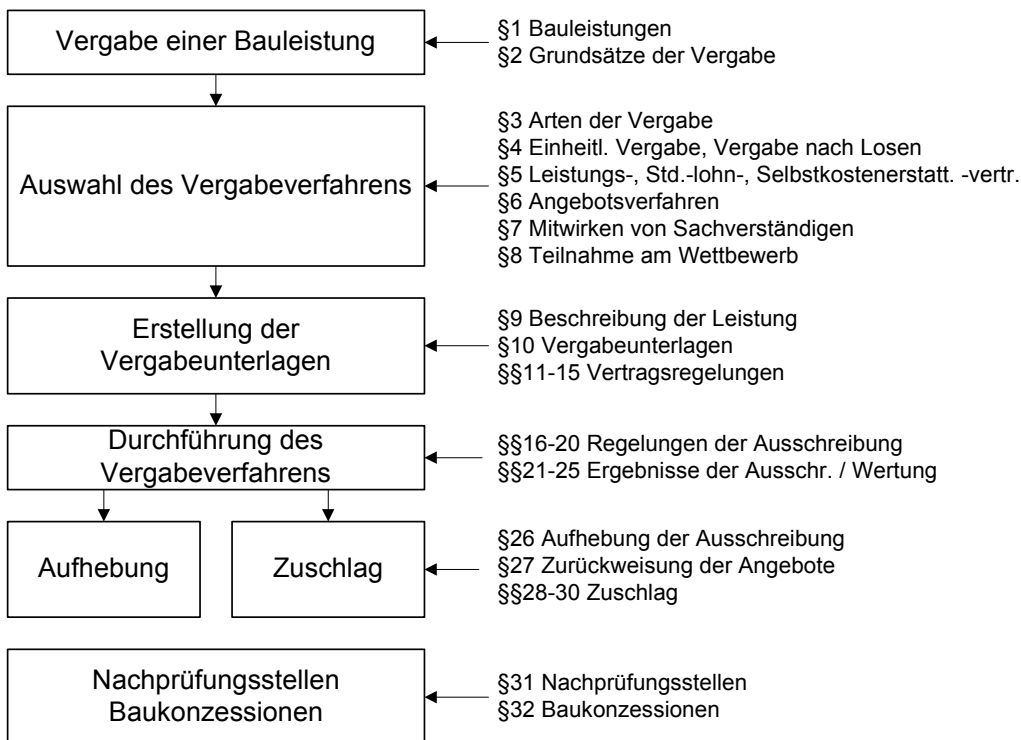 Vergabe einer Bauleistung
§1 Bauleistungen
§2 Grundsätze der Vergabe
Auswahl des Vergabeverfahrens
§3 Arten der Vergabe
§4 Einheitl. Vergabe, Vergabe nach Losen
§5 Leistungs-, Std.-lohn-, Selbstkostenerstatt. -vertr.
§6 Angebotsverfahren
§7 Mitwirken von Sachverständigen
§8 Teilnahme am Wettbewerb
Erstellung der
Vergabeunterlagen
§9 Beschreibung der Leistung
§10 Vergabeunterlagen
§§11-15 Vertragsregelungen
Durchführung des
Vergabeverfahrens
§§16-20 Regelungen der Ausschreibung
§§21-25 Ergebnisse der Ausschr. / Wertung
Aufhebung
Zuschlag
§26 Aufhebung der Ausschreibung
§27 Zurückweisung der Angebote
§§28-30 Zuschlag
Nachprüfungsstellen
Baukonzessionen
§31 Nachprüfungsstellen
§32 Baukonzessionen